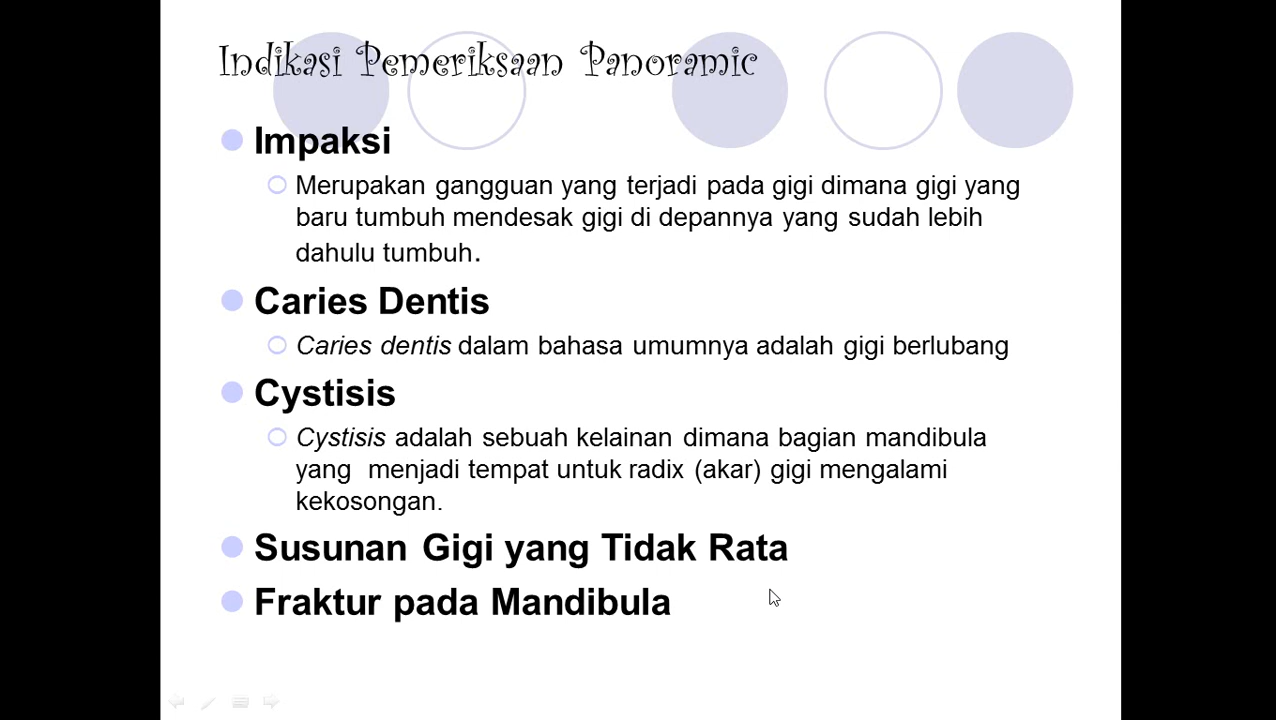 Indikasi Pemeriksaan Panoramic
Impaksi
Merupakan gangguan yang terjadi pada gigi dimana gigi yang
baru tumbuh mendesak gigi di depannya yang sudah lebih
dahulu tumbuh.
Caries Dentis
Caries dentis dalam bahasa umumnya adalah gigi berlubang
Cystisis
Cystisis adalah sebuah kelainan dimana bagian mandibula
yang menjadi tempat untuk radix (akar) gigi mengalami
kekosongan.
Susunan Gigi yang Tidak Rata
Fraktur pada Mandibula